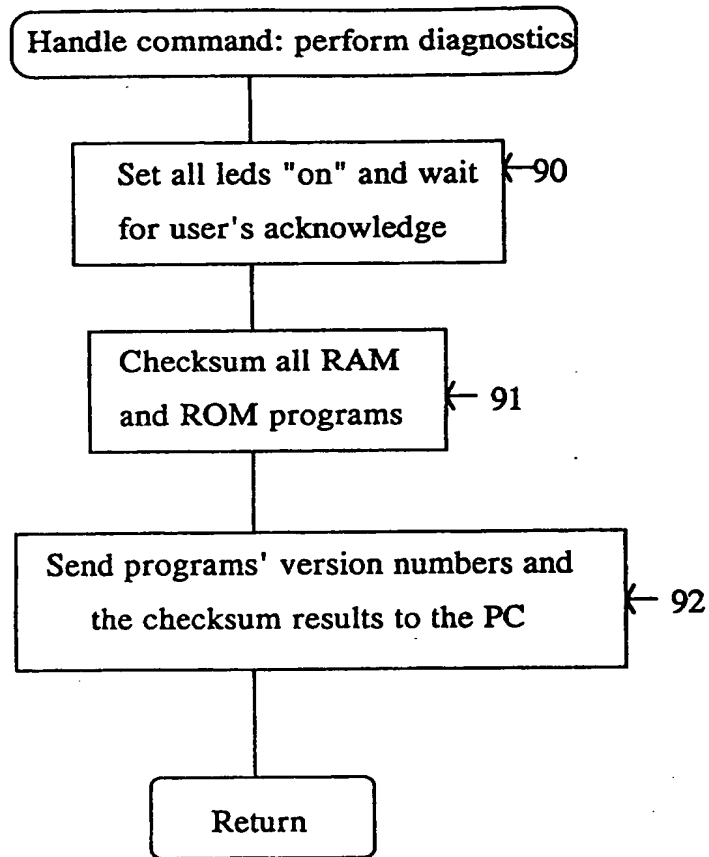 Handle command: perform diagnostics
Set all leds "on" and wait
for user's acknowledge
90
Checksum all RAM
and ROM programs
91
Send programs' version numbers and
the checksum results to the PC
92
Return